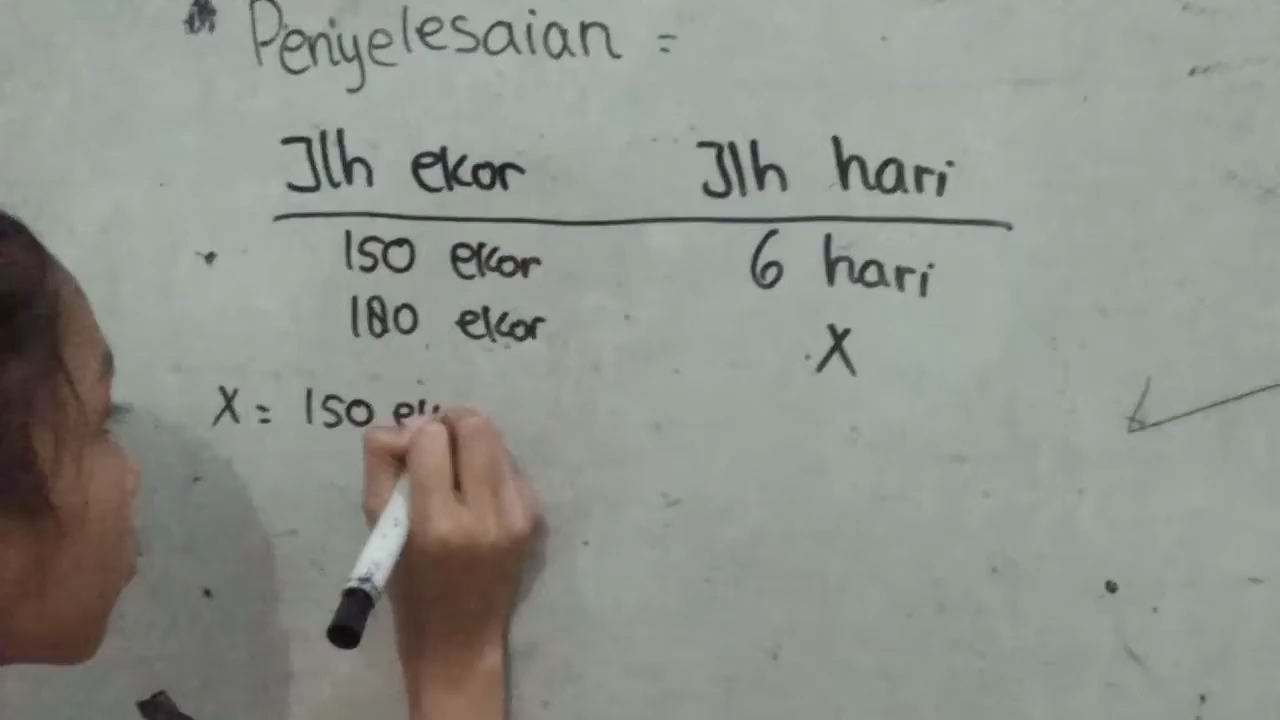 Penyelesaian =
Jlh ekor Jlh hari
150 ekor 6 hari
180 ekor X
X = 150